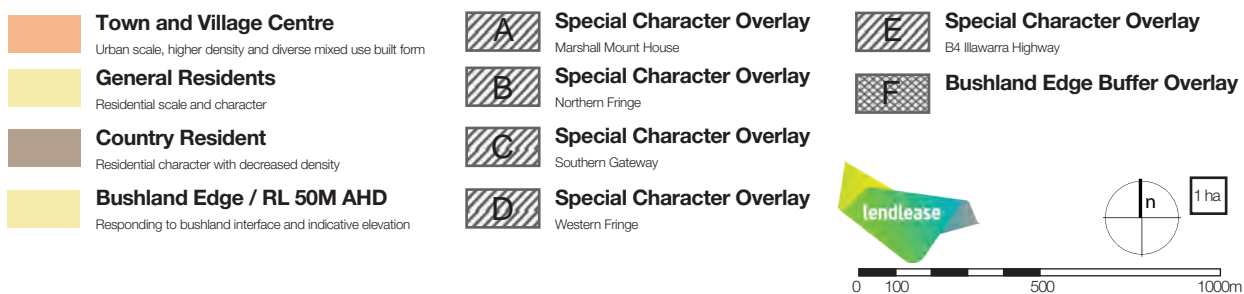 Town and Village Centre
Urban scale, higher density and diverse mixed use built form
General Residents
Residential scale and character
Country Resident
Residential character with decreased density
Bushland Edge / RL 50M AHD
Responding to bushland interface and indicative elevation
A
Special Character Overlay
Marshall Mount House
B
Special Character Overlay
Northern Fringe
C
Special Character Overlay
Southern Gateway
D
Special Character Overlay
Western Fringe
E
Special Character Overlay
B4 Illawarra Highway
F
Bushland Edge Buffer Overlay
lendlease
n
1 ha
0 100 500 1000m